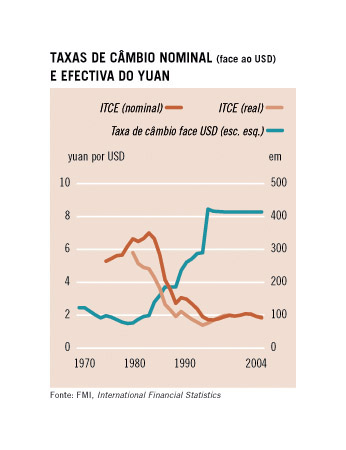 TAXAS DE CÂMBIO NOMINAL (face ao USD)
E EFECTIVA DO YUAN
ITCE (nominal) ITCE (real)
Taxa de câmbio face USD (esc. esq.)
yuan por USD em
10 500
8 400
6 300
4 200
2 100
0 0
1970 1980 1990 2004
Fonte: FMI, International Financial Statistics